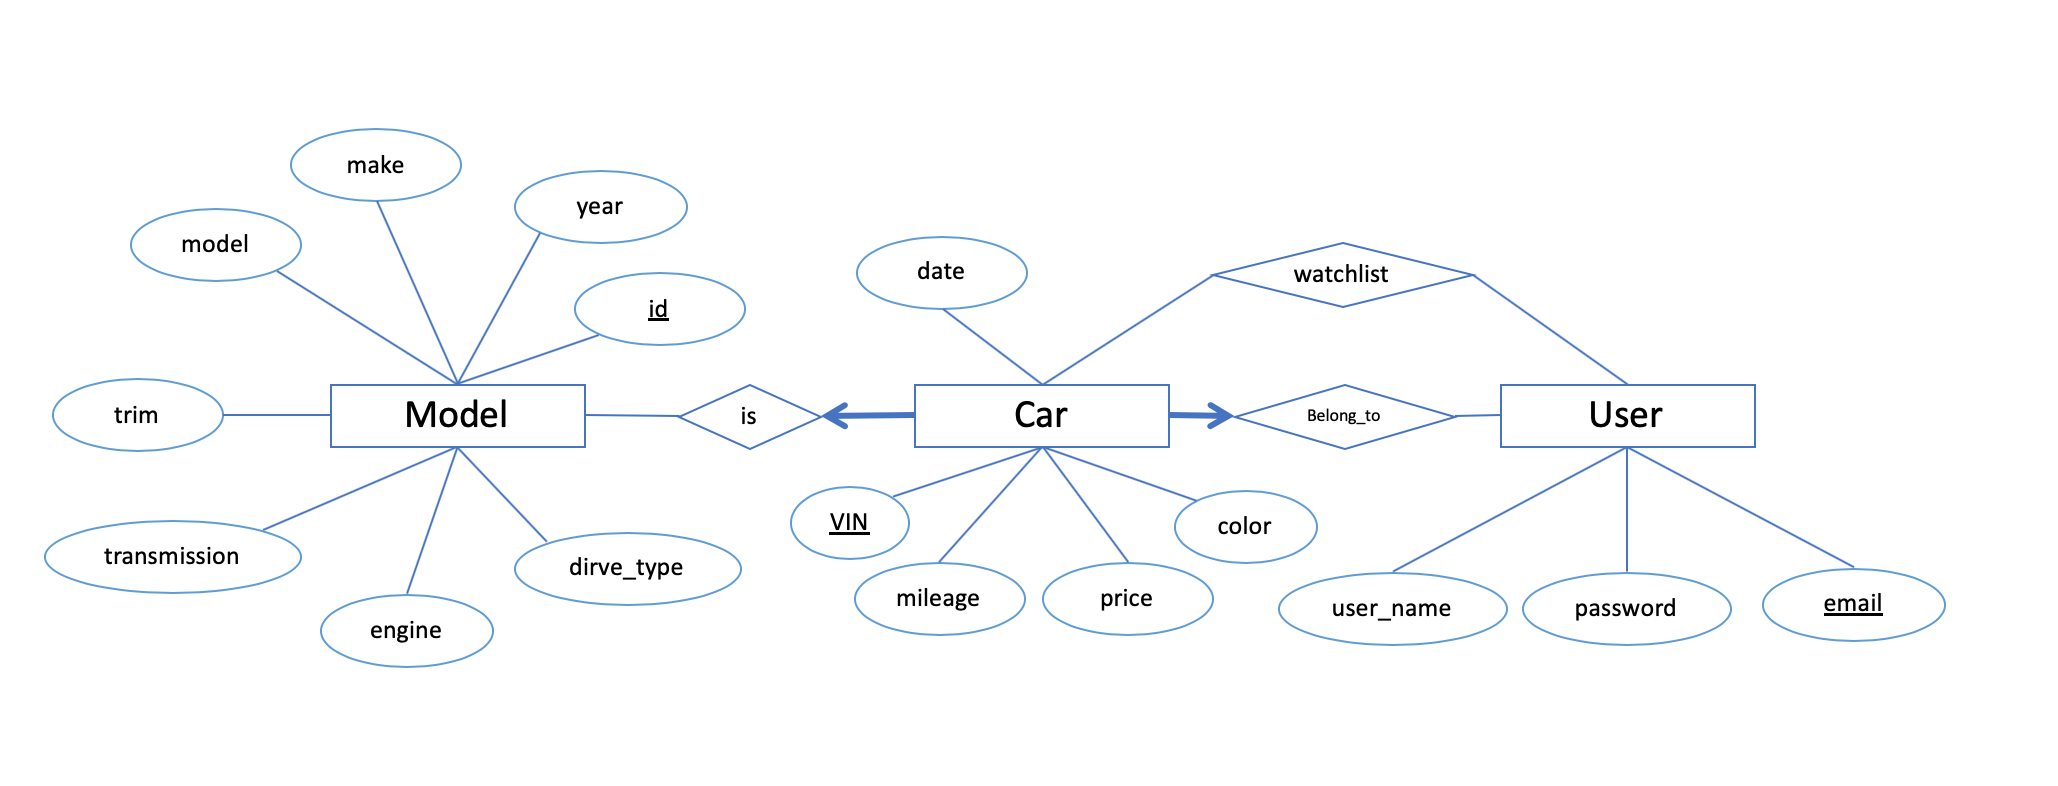 make
year
model
date
watchlist
id
trim
Model
is
Car
Belong_to
User
VIN
color
transmission
dirve_type
mileage
price
user_name
password
email
engine